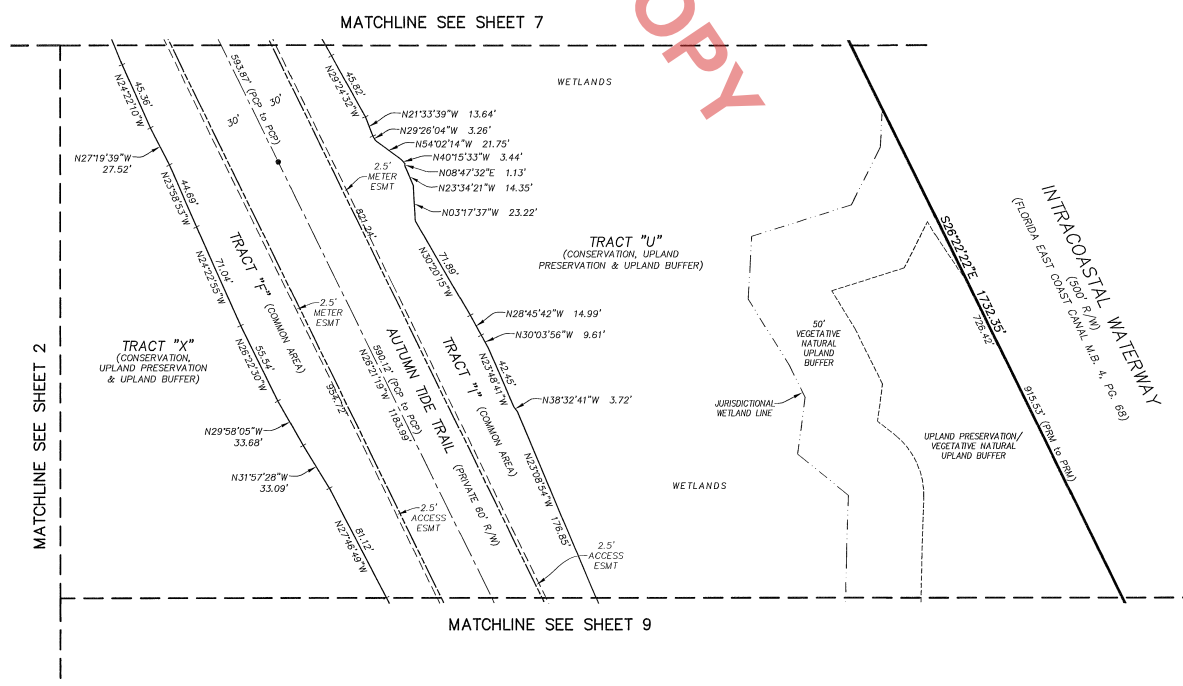 MATCHLINE SEE SHEET 7
OPY
MATCHLINE SEE SHEET 2
45.36'
N24°22'10"W
N27°19'39"W
27.52'
44.69'
N23°58'53"W
71.04'
N24°22'55"W
TRACT "X"
(CONSERVATION,
UPLAND PRESERVATION
& UPLAND BUFFER)
55.54'
N26°22'30"W
N29°58'05"W
33.68'
N31°57'28"W
33.09'
81.12'
N27°46'49"W
TRACT "F" (COMMON AREA)
593.87' (PCP to PCP)
30'
30'
2.5'
METER
ESMT
954.72'
2.5'
ACCESS
ESMT
AUTUMN TIDE TRAIL (PRIVATE 60' R/W)
590.12' (PCP to PCP)
N26°21'19"W 1183.99'
2.5'
METER
ESMT
821.24'
TRACT "I" (COMMON AREA)
2.5'
ACCESS
ESMT
45.82'
N29°24'32"W
N21°33'39"W 13.64'
N29°26'04"W 3.26'
N54°02'14"W 21.75'
N40°15'33"W 3.44'
N08°47'32"E 1.13'
N23°34'21"W 14.35'
N03°17'37"W 23.22'
71.89'
N30°20'15"W
N28°45'42"W 14.99'
N30°03'56"W 9.61'
42.45'
N23°48'41"W
N38°32'41"W 3.72'
N23°08'54"W 176.85'
WETLANDS
TRACT "U"
(CONSERVATION, UPLAND
PRESERVATION & UPLAND BUFFER)
WETLANDS
50'
VEGETATIVE
NATURAL
UPLAND
BUFFER
JURISDICTIONAL
WETLAND LINE
UPLAND PRESERVATION/
VEGETATIVE NATURAL
UPLAND BUFFER
S26°22'22"E 1732.35'
726.42'
915.53' (PRM to PRM)
INTRACOASTAL WATERWAY
(500' R/W)
(FLORIDA EAST COAST CANAL M.B. 4, PG. 68)
MATCHLINE SEE SHEET 9